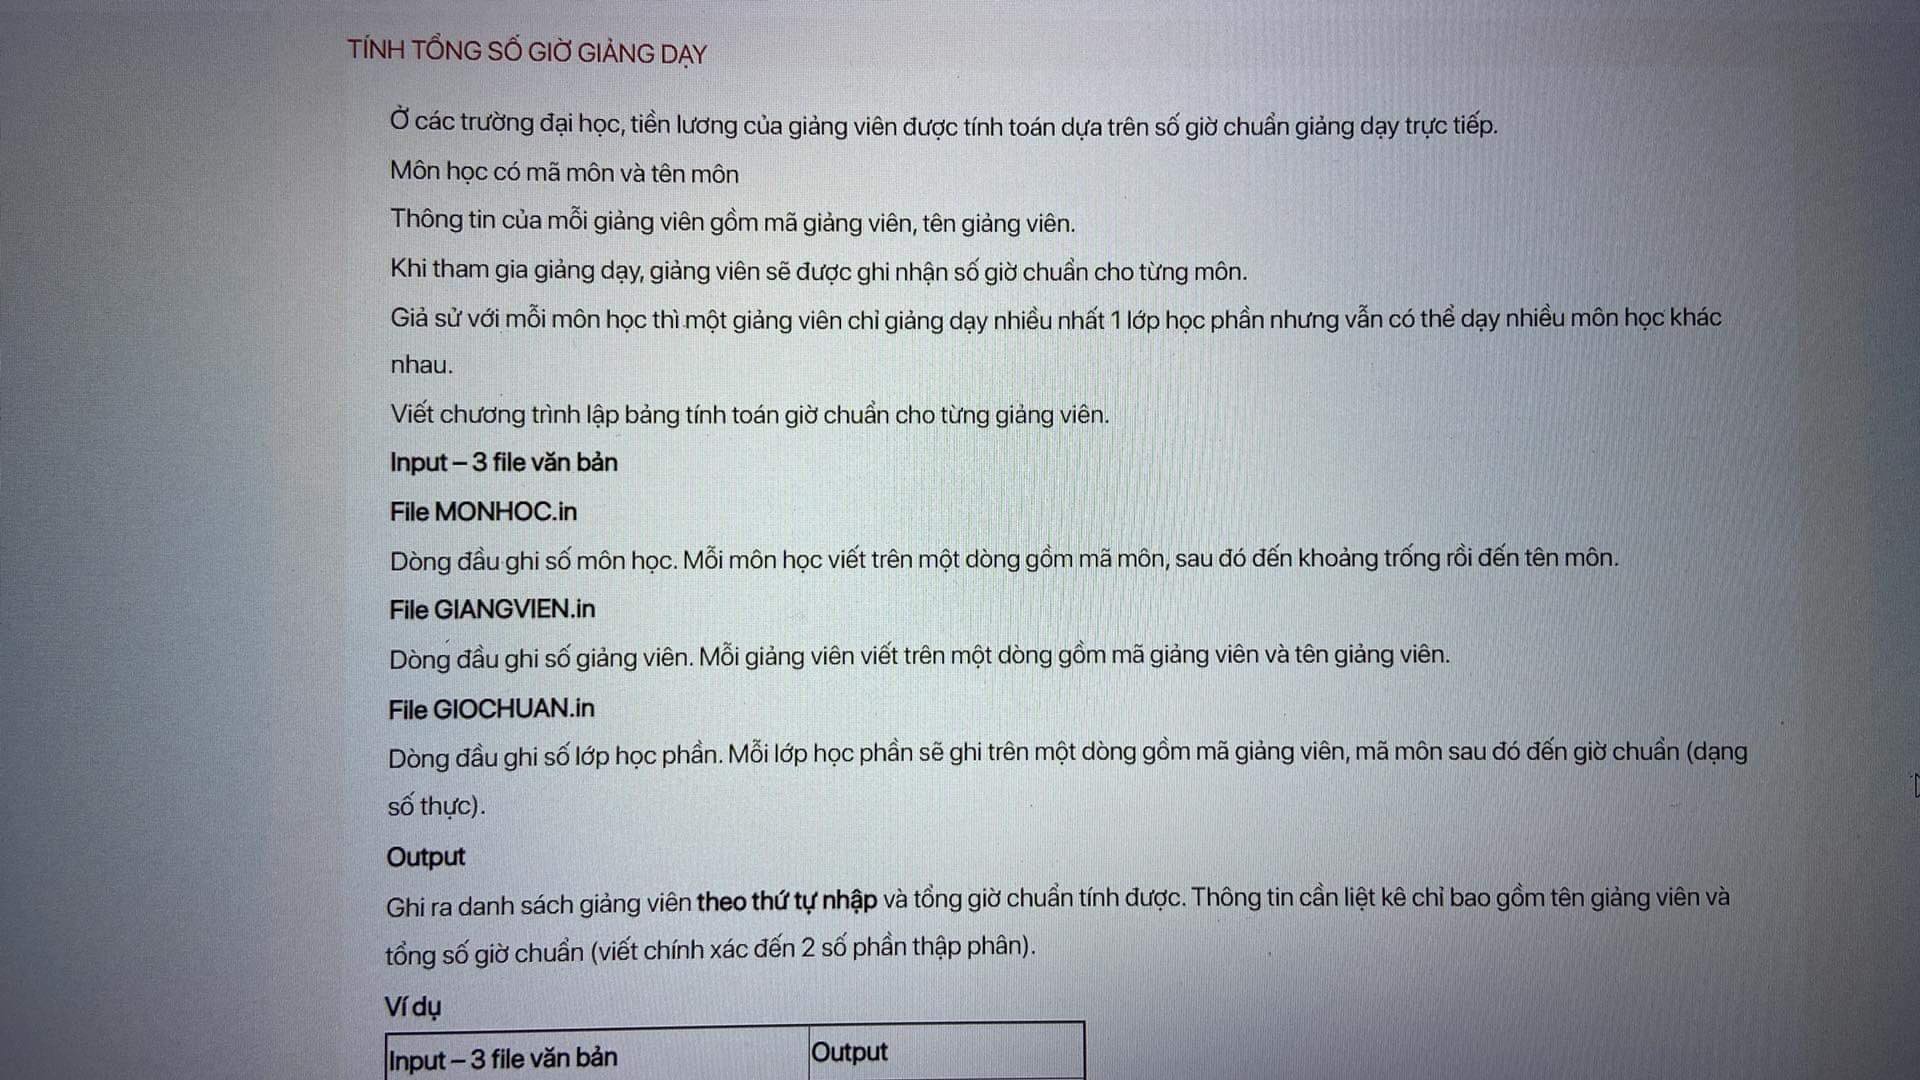 TÍNH TỔNG SỐ GIỜ GIẢNG DẠY
Ở các trường đại học, tiền lương của giảng viên được tính toán dựa trên số giờ chuẩn giảng dạy trực tiếp.
Môn học có mã môn và tên môn
Thông tin của mỗi giảng viên gồm mã giảng viên, tên giảng viên.
Khi tham gia giảng dạy, giảng viên sẽ được ghi nhận số giờ chuẩn cho từng môn.
Giả sử với mỗi môn học thì một giảng viên chỉ giảng dạy nhiều nhất 1 lớp học phần nhưng vẫn có thể dạy nhiều môn học khác
nhau.
Viết chương trình lập bảng tính toán giờ chuẩn cho từng giảng viên.
Input – 3 file văn bản
File MONHOC.in
Dòng đầu ghi số môn học. Mỗi môn học viết trên một dòng gồm mã môn, sau đó đến khoảng trống rồi đến tên môn.
File GIANGVIEN.in
Dòng đầu ghi số giảng viên. Mỗi giảng viên viết trên một dòng gồm mã giảng viên và tên giảng viên.
File GIOCHUAN.in
Dòng đầu ghi số lớp học phần. Mỗi lớp học phần sẽ ghi trên một dòng gồm mã giảng viên, mã môn sau đó đến giờ chuẩn (dạng
số thực).
Output
Ghi ra danh sách giảng viên theo thứ tự nhập và tổng giờ chuẩn tính được. Thông tin cần liệt kê chỉ bao gồm tên giảng viên và
tổng số giờ chuẩn (viết chính xác đến 2 số phần thập phân).
Ví dụ
Input – 3 file văn bản
Output